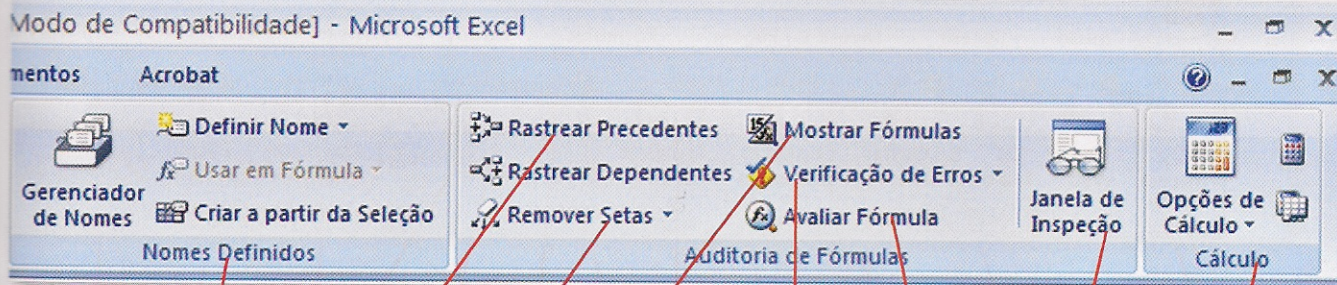 Modo de Compatibilidade] - Microsoft Excel
mentos Acrobat
Gerenciador de Nomes
Definir Nome
Usar em Fórmula
Criar a partir da Seleção
Nomes Definidos
Rastrear Precedentes
Rastrear Dependentes
Remover Setas
Mostrar Fórmulas
Verificação de Erros
Avaliar Fórmula
Janela de
Inspeção
Auditoria de Fórmulas
Opções de
Cálculo
Cálculo